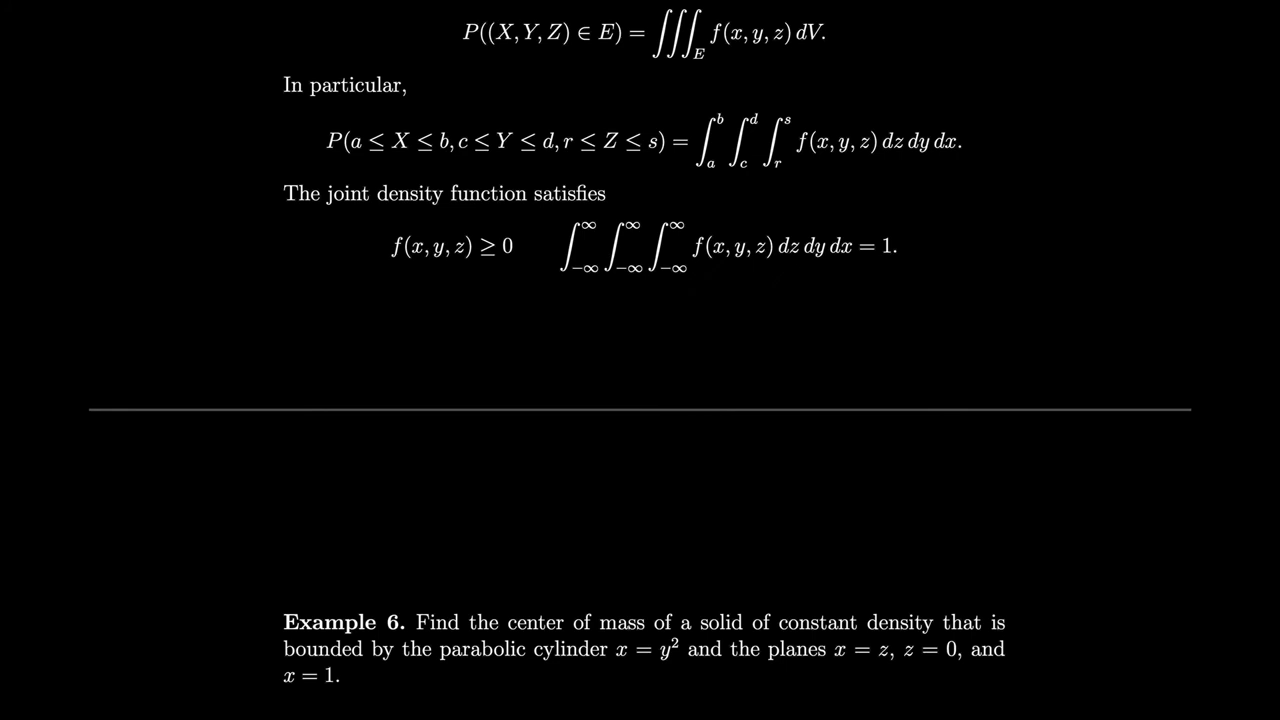 P((X, Y, Z) ∈ E) = ∭_E f(x, y, z) dV.
In particular,
P(a ≤ X ≤ b, c ≤ Y ≤ d, r ≤ Z ≤ s) = ∫_a^b ∫_c^d ∫_r^s f(x, y, z) dz dy dx.
The joint density function satisfies
f(x, y, z) ≥ 0 ∫_{-∞}^∞ ∫_{-∞}^∞ ∫_{-∞}^∞ f(x, y, z) dz dy dx = 1.
Example 6. Find the center of mass of a solid of constant density that is
bounded by the parabolic cylinder x = y² and the planes x = z, z = 0, and
x = 1.